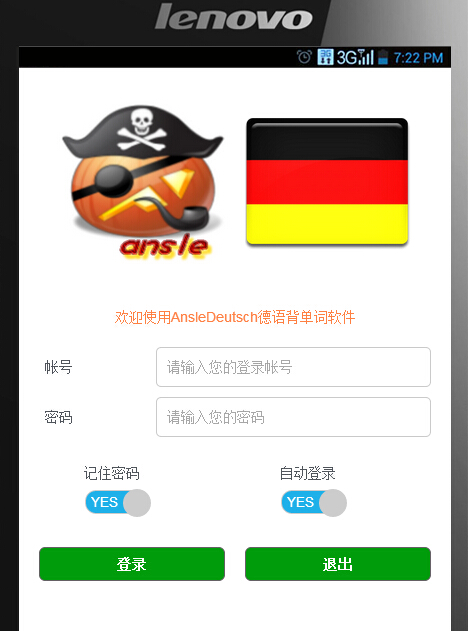 lenovo
3G 3G 7:22 PM
ansle
欢迎使用AnsleDeutsch德语背单词软件
帐号 请输入您的登录帐号
密码 请输入您的密码
记住密码 自动登录
YES YES
登录 退出